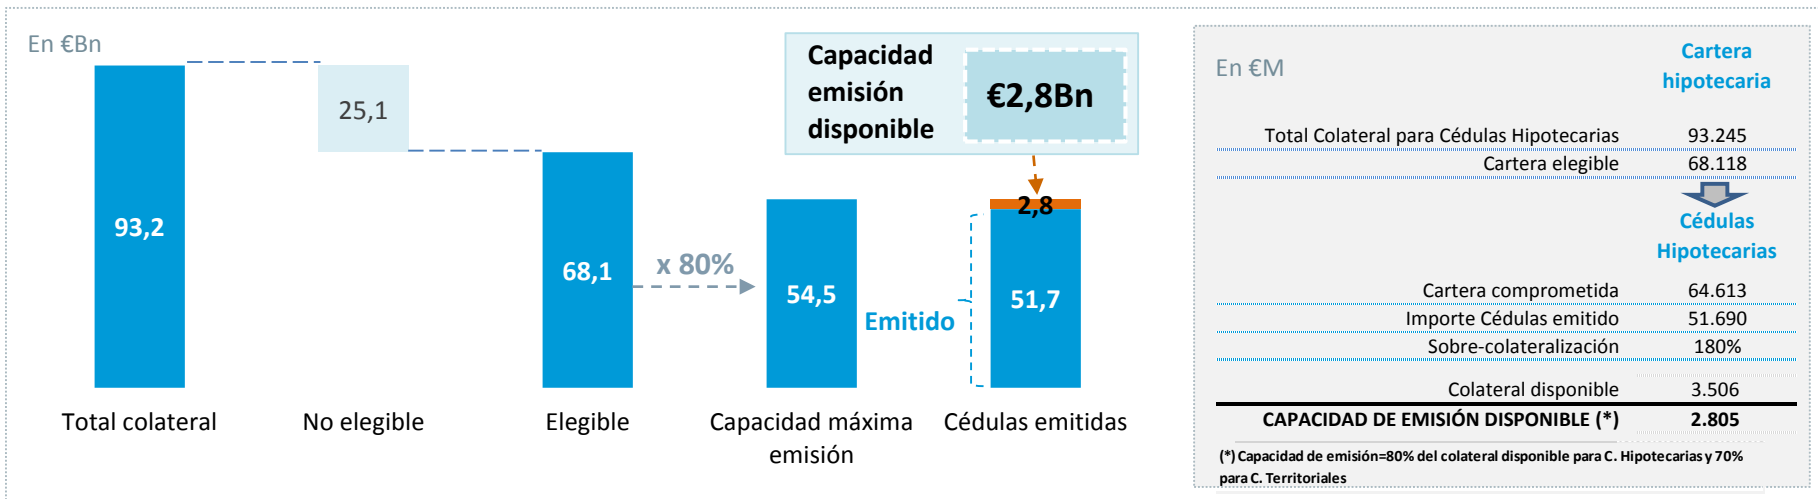 En €Bn
25,1
93,2
68,1
x 80%
54,5
Emitido
2,8
51,7
Capacidad
emisión
disponible
€2,8Bn
Total colateral
No elegible
Elegible
Capacidad máxima
emisión
Cédulas emitidas
En €M
Cartera
hipotecaria
Total Colateral para Cédulas Hipotecarias 93.245
Cartera elegible 68.118
Cédulas
Hipotecarias
Cartera comprometida 64.613
Importe Cédulas emitido 51.690
Sobre-colateralización 180%
Colateral disponible 3.506
CAPACIDAD DE EMISIÓN DISPONIBLE (*) 2.805
(*) Capacidad de emisión=80% del colateral disponible para C. Hipotecarias y 70%
para C. Territoriales